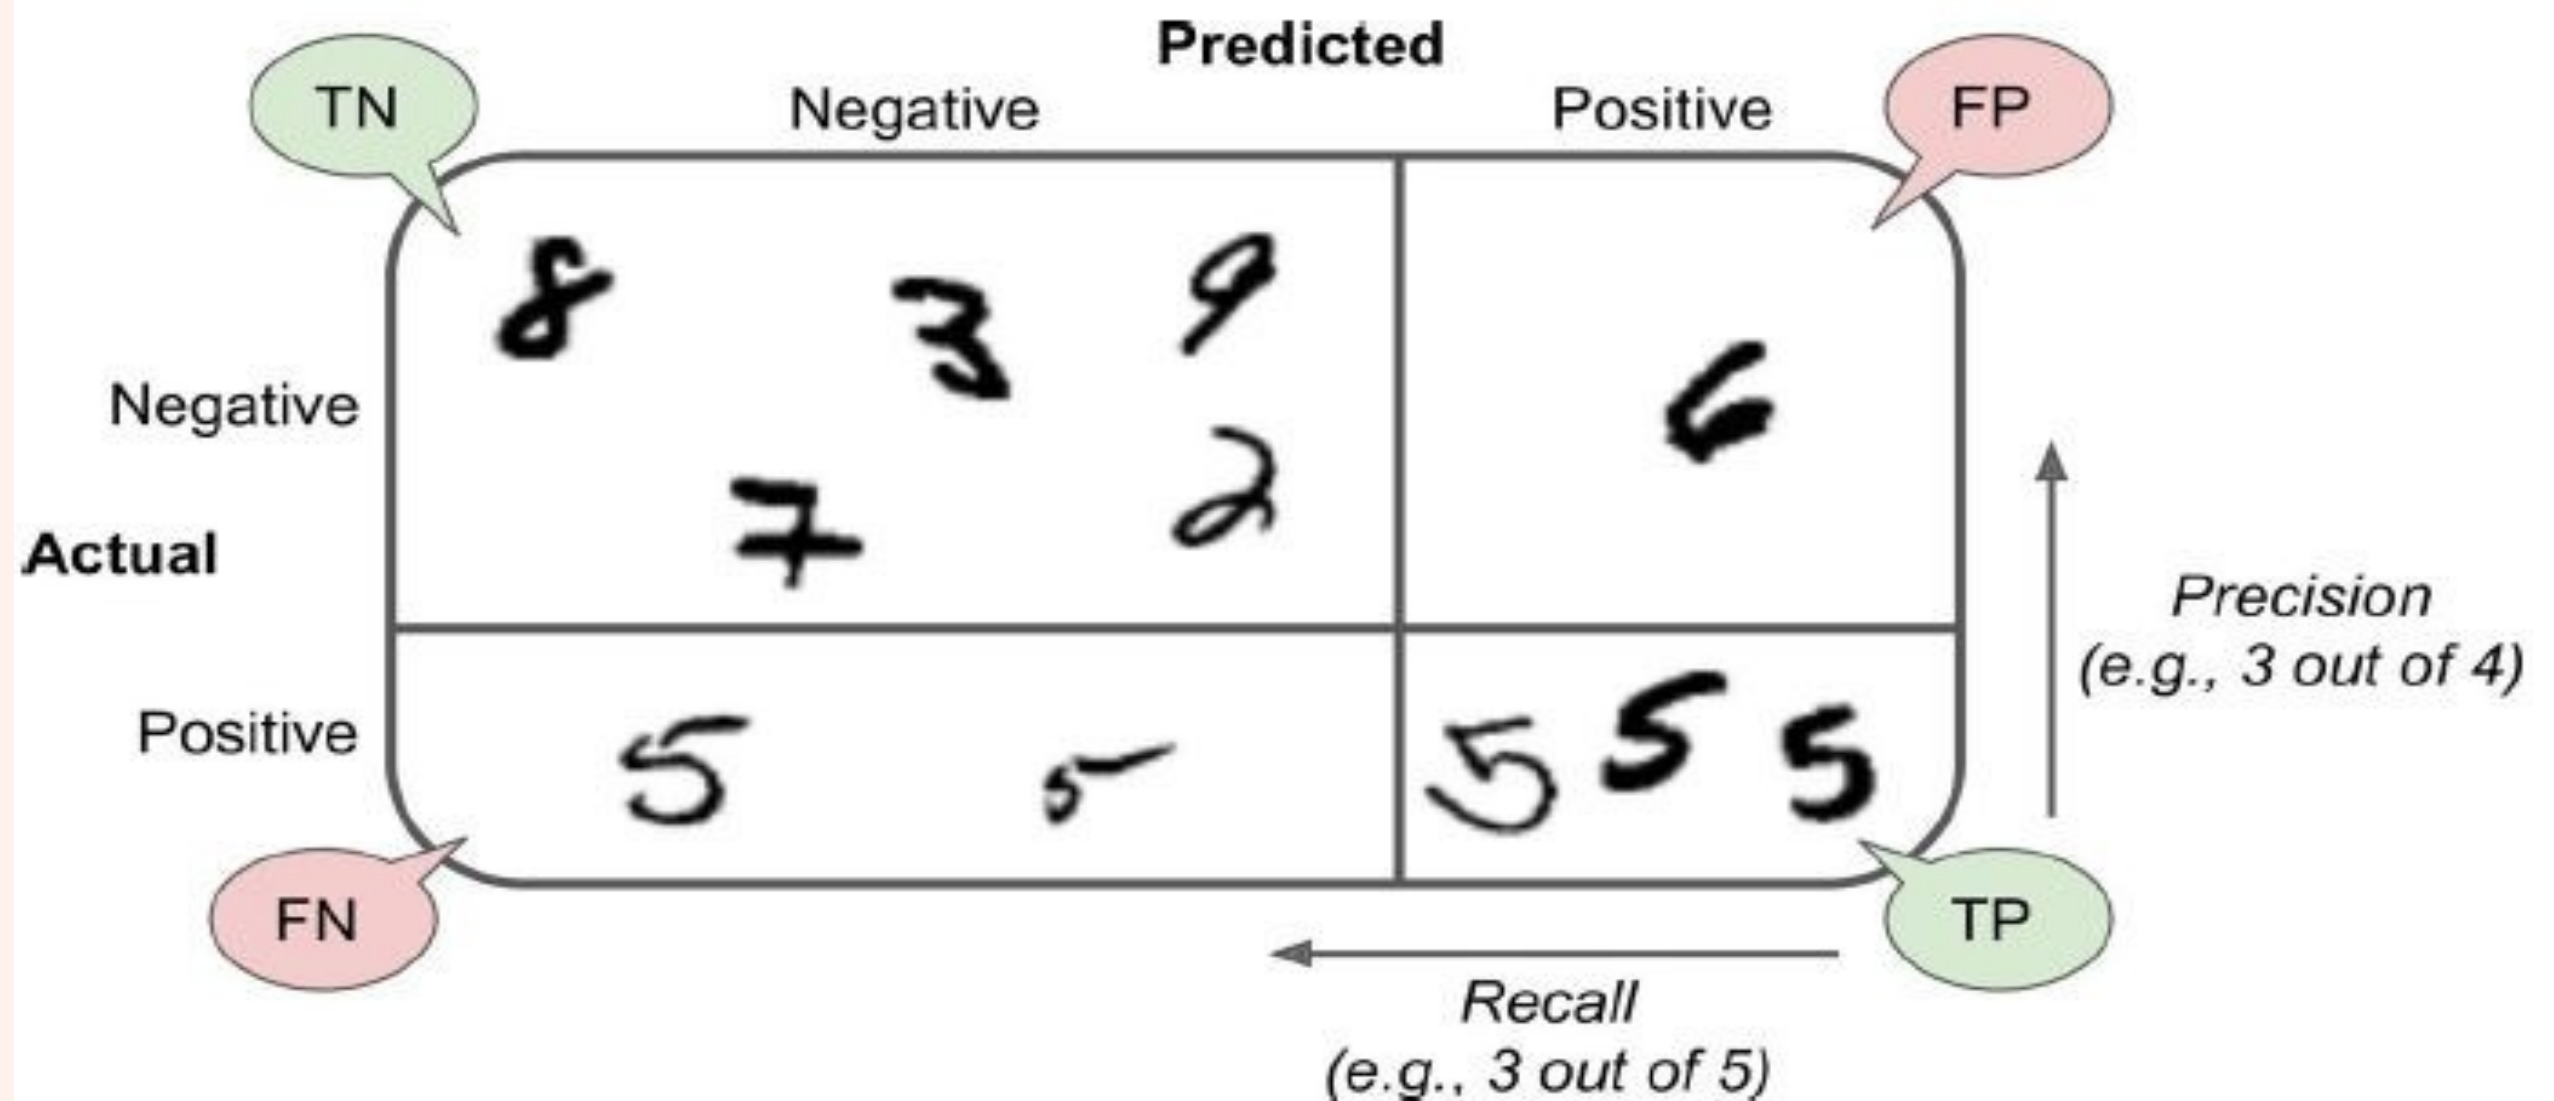 Predicted
TN
Negative
Positive
FP
8
3
9
6
Negative
7
2
Actual
Precision
(e.g., 3 out of 4)
Positive
5
5
5
5
5
FN
TP
Recall
(e.g., 3 out of 5)